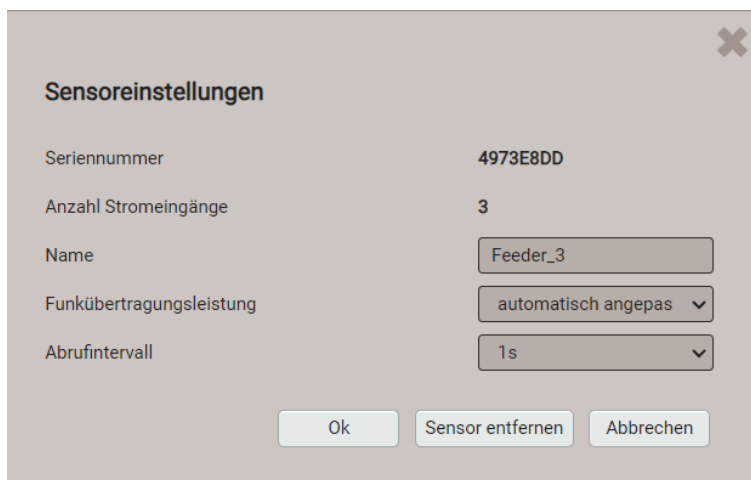 Sensoreinstellungen
Seriennummer 4973E8DD
Anzahl Stromeingänge 3
Name Feeder_3
Funkübertragungsleistung automatisch angepas
Abrufintervall 1s
Ok Sensor entfernen Abbrechen